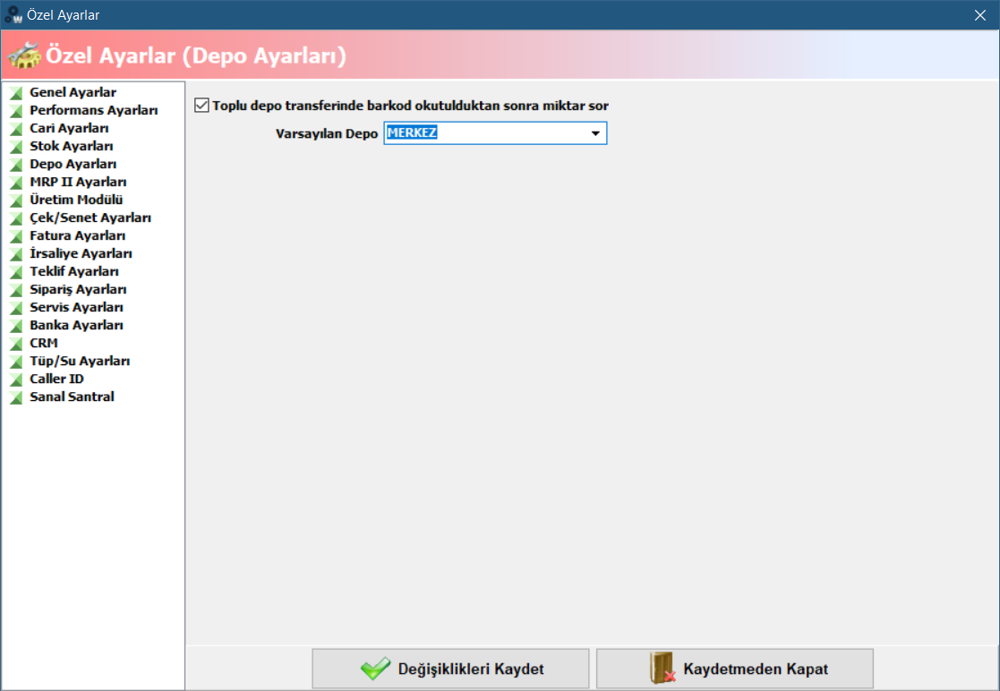 Özel Ayarlar
Özel Ayarlar (Depo Ayarları)
Genel Ayarlar
Performans Ayarları
Cari Ayarları
Stok Ayarları
Depo Ayarları
MRP II Ayarları
Üretim Modülü
Çek/Senet Ayarları
Fatura Ayarları
İrsaliye Ayarları
Teklif Ayarları
Sipariş Ayarları
Servis Ayarları
Banka Ayarları
CRM
Tüp/Su Ayarları
Caller ID
Sanal Santral
Toplu depo transferinde barkod okutulduktan sonra miktar sor
Varsayılan Depo MERKEZ
Değişiklikleri Kaydet
Kaydetmeden Kapat